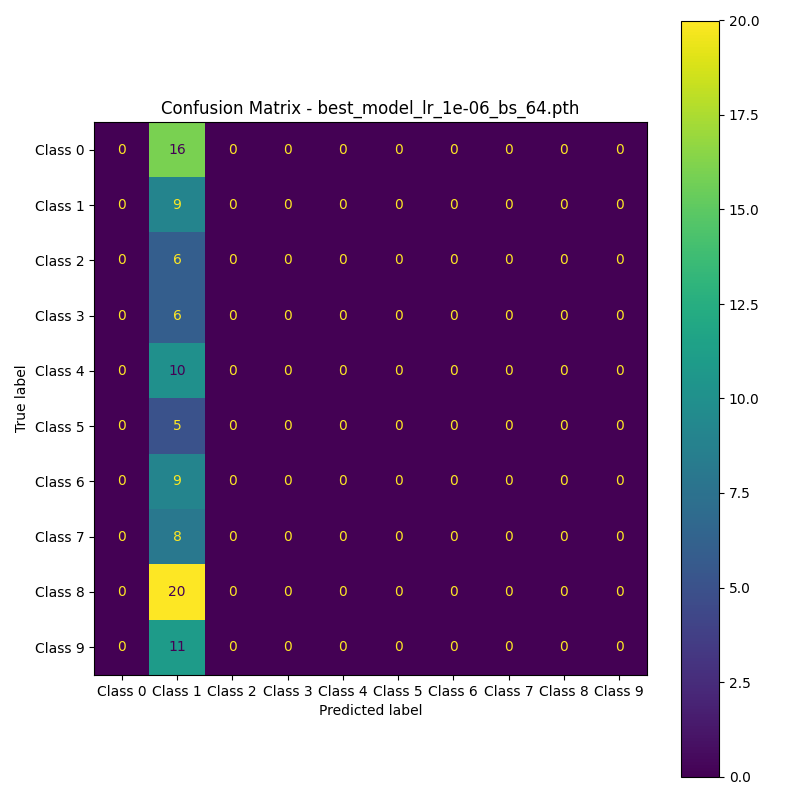 Confusion Matrix - best_model_lr_1e-06_bs_64.pth
Class 0 0 16 0 0 0 0 0 0 0 0
Class 1 0 9 0 0 0 0 0 0 0 0
Class 2 0 6 0 0 0 0 0 0 0 0
Class 3 0 6 0 0 0 0 0 0 0 0
Class 4 0 10 0 0 0 0 0 0 0 0
Class 5 0 5 0 0 0 0 0 0 0 0
Class 6 0 9 0 0 0 0 0 0 0 0
Class 7 0 8 0 0 0 0 0 0 0 0
Class 8 0 20 0 0 0 0 0 0 0 0
Class 9 0 11 0 0 0 0 0 0 0 0
Class 0 Class 1 Class 2 Class 3 Class 4 Class 5 Class 6 Class 7 Class 8 Class 9
Predicted label
True label
20.0
17.5
15.0
12.5
10.0
7.5
5.0
2.5
0.0